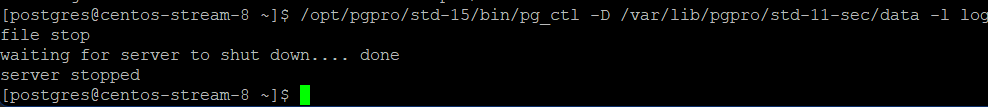 [postgres@centos-stream-8 ~]$ /opt/pgpro/std-15/bin/pg_ctl -D /var/lib/pgpro/std-11-sec/data -l log
file stop
waiting for server to shut down.... done
server stopped
[postgres@centos-stream-8 ~]$